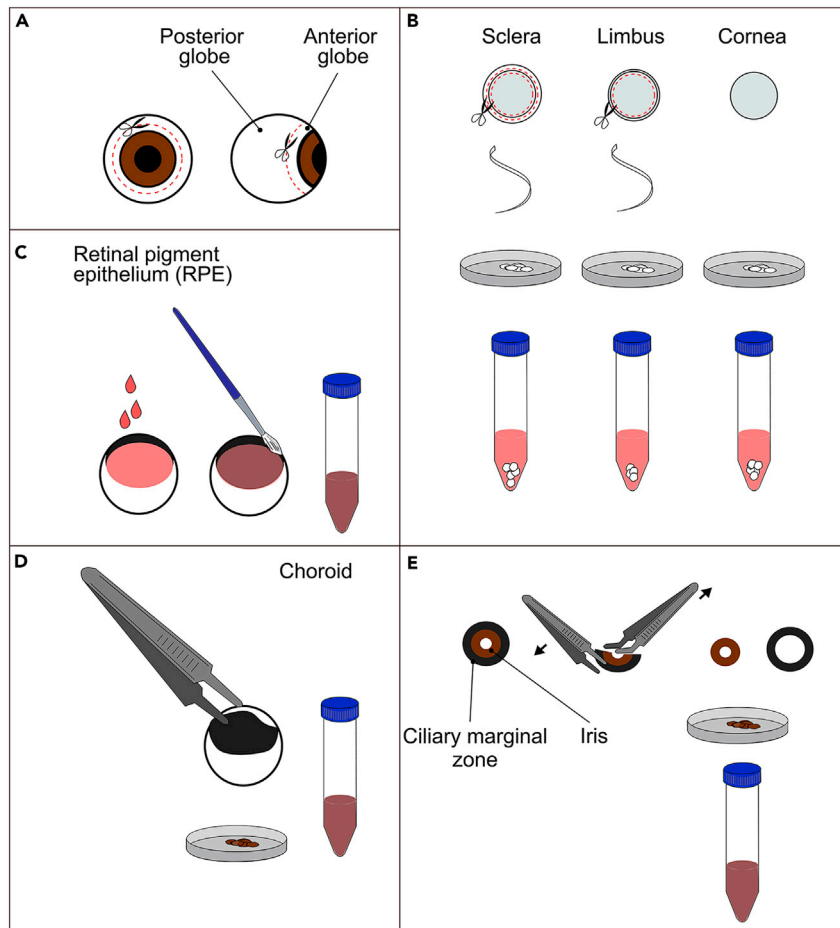 A
Posterior
globe
Anterior
globe
B
Sclera
Limbus
Cornea
C
Retinal pigment
epithelium (RPE)
D
Choroid
E
Ciliary marginal
zone
Iris